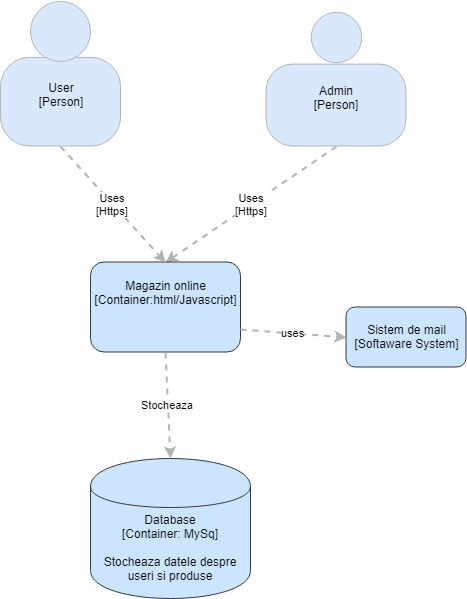 User
[Person]
Admin
[Person]
Uses
[Https]
Uses
[Https]
Magazin online
[Container:html/Javascript]
uses
Sistem de mail
[Softaware System]
Stocheaza
Database
[Container: MySq]
Stocheaza datele despre
useri si produse